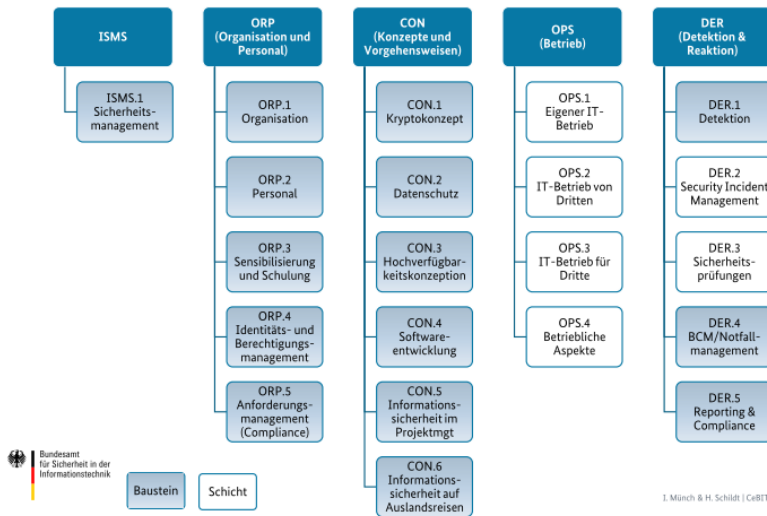 ISMS
ISMS.1
Sicherheits-
management
ORP
(Organisation und
Personal)
ORP.1
Organisation
ORP.2
Personal
ORP.3
Sensibilisierung
und Schulung
ORP.4
Identitäts- und
Berechtigungs-
management
ORP.5
Anforderungs-
management
(Compliance)
CON
(Konzepte und
Vorgehensweisen)
CON.1
Kryptokonzept
CON.2
Datenschutz
CON.3
Hochverfügbar-
keitskonzeption
CON.4
Software-
entwicklung
CON.5
Informations-
sicherheit im
Projektmgt
CON.6
Informations-
sicherheit auf
Auslandsreisen
OPS
(Betrieb)
OPS.1
Eigener IT-
Betrieb
OPS.2
IT-Betrieb von
Dritten
OPS.3
IT-Betrieb für
Dritte
OPS.4
Betriebliche
Aspekte
DER
(Detektion &
Reaktion)
DER.1
Detektion
DER.2
Security Incident
Management
DER.3
Sicherheits-
prüfungen
DER.4
BCM/Notfall-
management
DER.5
Reporting &
Compliance
Bundesamt
für Sicherheit in der
Informationstechnik
Baustein
Schicht
I. Münch & H. Schildt | CeBIT